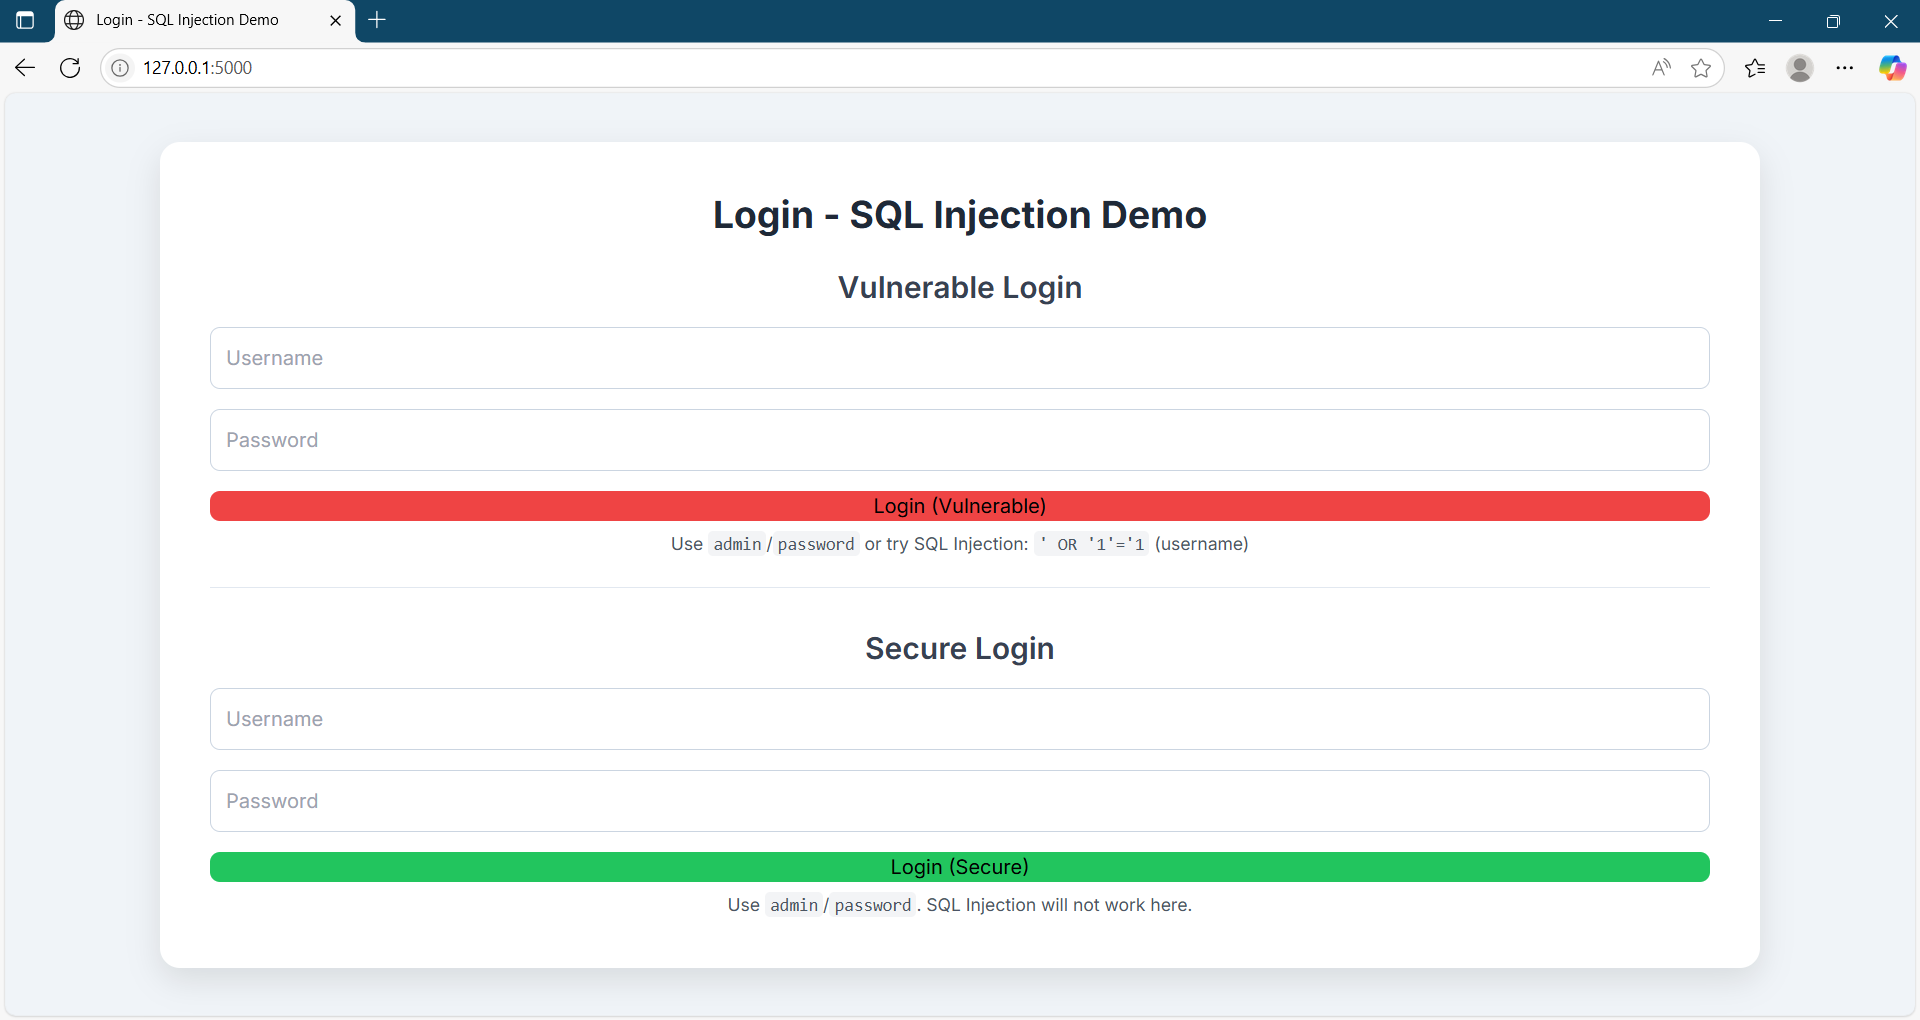 Login - SQL Injection Demo
127.0.0.1:5000
Login - SQL Injection Demo
Vulnerable Login
Username
Password
Login (Vulnerable)
Use admin / password or try SQL Injection: ' OR '1'='1 (username)
Secure Login
Username
Password
Login (Secure)
Use admin / password. SQL Injection will not work here.